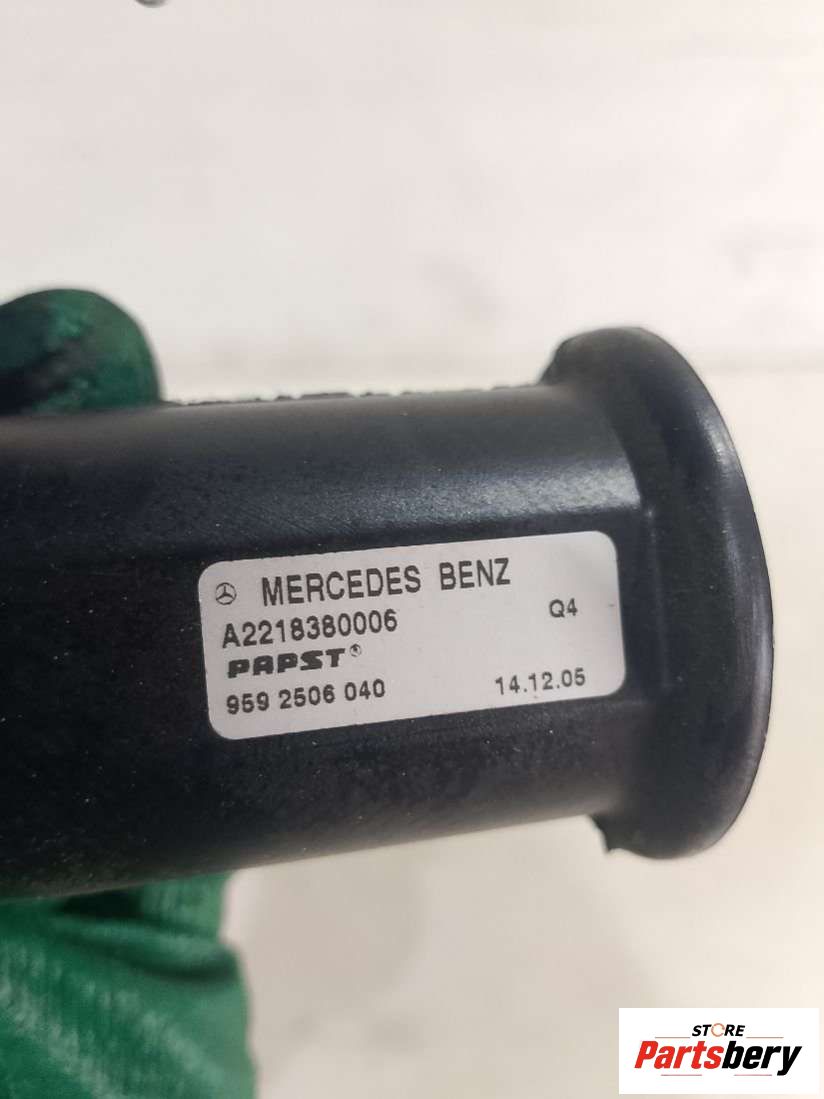 MERCEDES BENZ
A2218380006 Q4
PAPST
959 2506 040 14.12.05
STORE
Partsbery